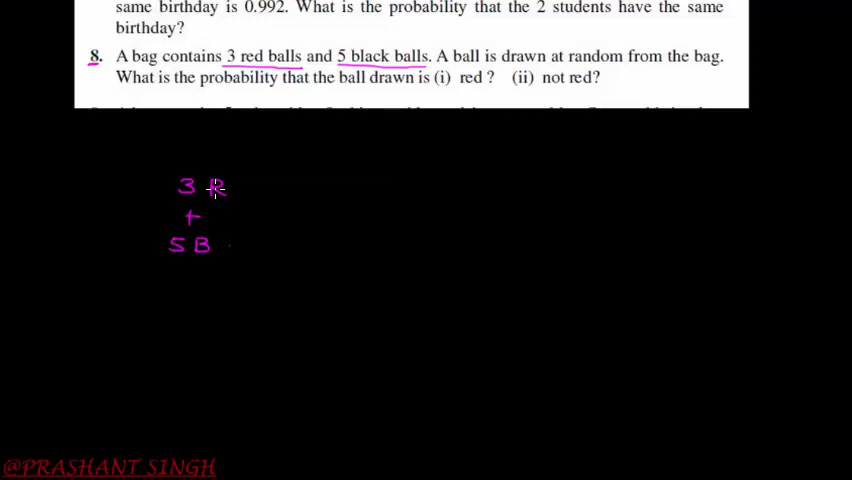 same birthday is 0.992. What is the probability that the 2 students have the same
birthday?
8. A bag contains 3 red balls and 5 black balls. A ball is drawn at random from the bag.
What is the probability that the ball drawn is (i) red ? (ii) not red?
3 R
+
5 B
@PRASHANT SINGH